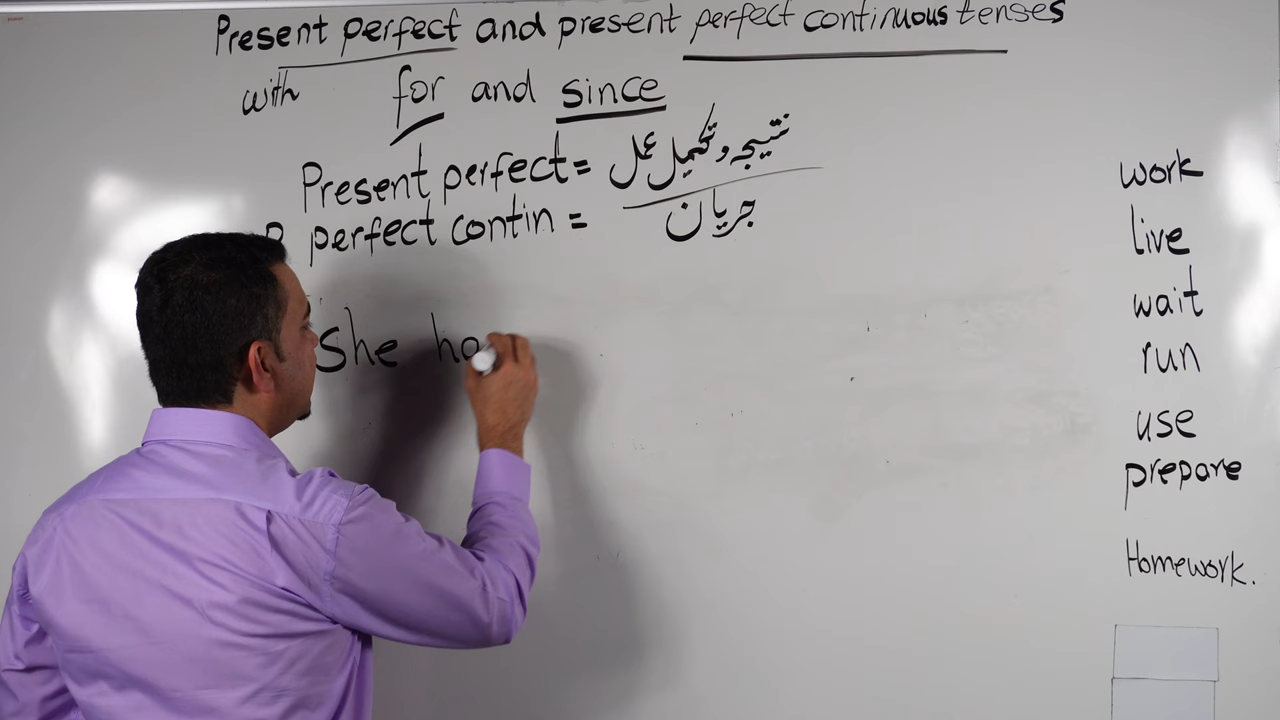 Present perfect and present perfect continuous tenses
with for and since
Present perfect = نتیجه و تکمیل عمل
P perfect contin = جریان
She ha
work
live
wait
run
use
prepare
Homework.